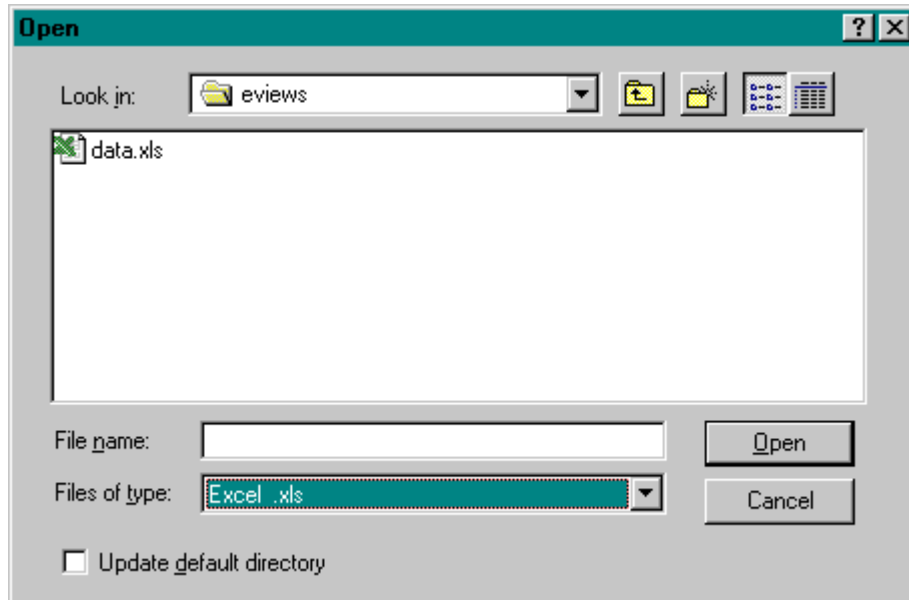 Open
Look in: eviews
data.xls
File name: Open
Files of type: Excel .xls Cancel
Update default directory